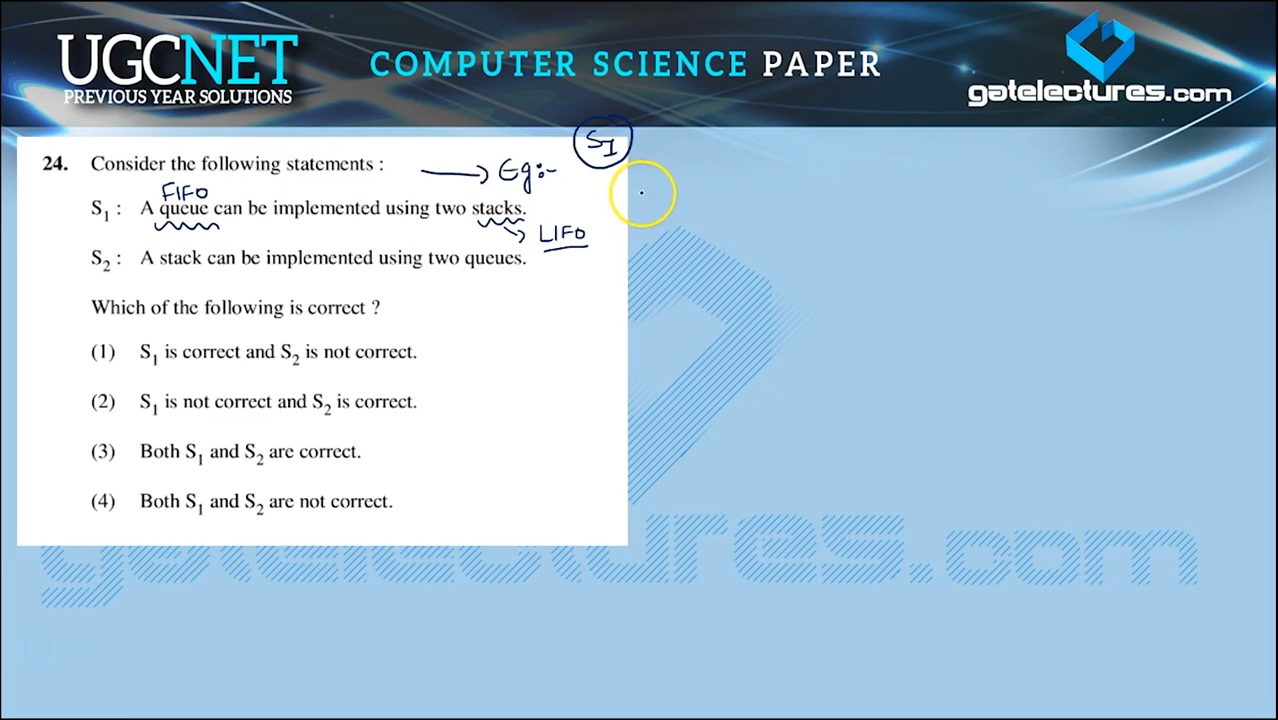 UGCNET
PREVIOUS YEAR SOLUTIONS
COMPUTER SCIENCE PAPER
gatelectures.com
24. Consider the following statements :
→ Eg:-
S1
FIFO
S1 : A queue can be implemented using two stacks.
→ LIFO
S2 : A stack can be implemented using two queues.
Which of the following is correct ?
(1) S1 is correct and S2 is not correct.
(2) S1 is not correct and S2 is correct.
(3) Both S1 and S2 are correct.
(4) Both S1 and S2 are not correct.
gatelectures.com